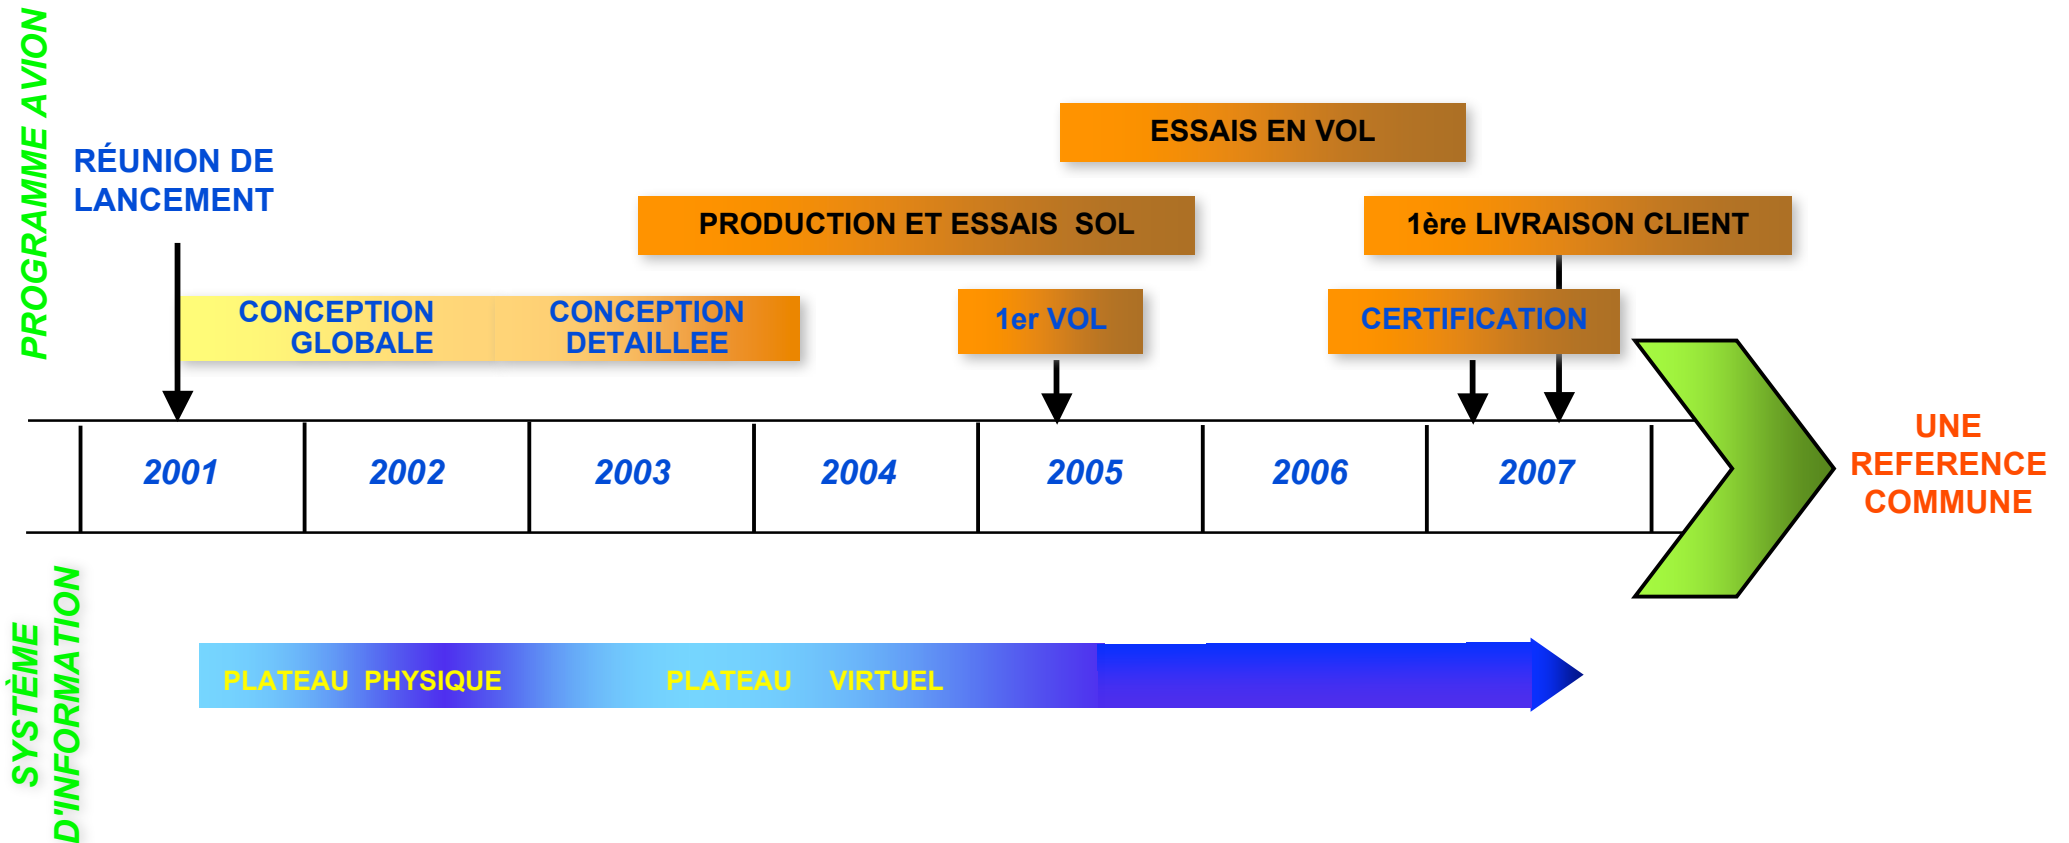 PROGRAMME AVION
RÉUNION DE
LANCEMENT
ESSAIS EN VOL
PRODUCTION ET ESSAIS  SOL
1ère LIVRAISON CLIENT
CONCEPTION
GLOBALE
CONCEPTION
DETAILLEE
1er VOL
CERTIFICATION
2001
2002
2003
2004
2005
2006
2007
UNE
REFERENCE
COMMUNE
SYSTÈME
D'INFORMATION
PLATEAU  PHYSIQUE
PLATEAU    VIRTUEL